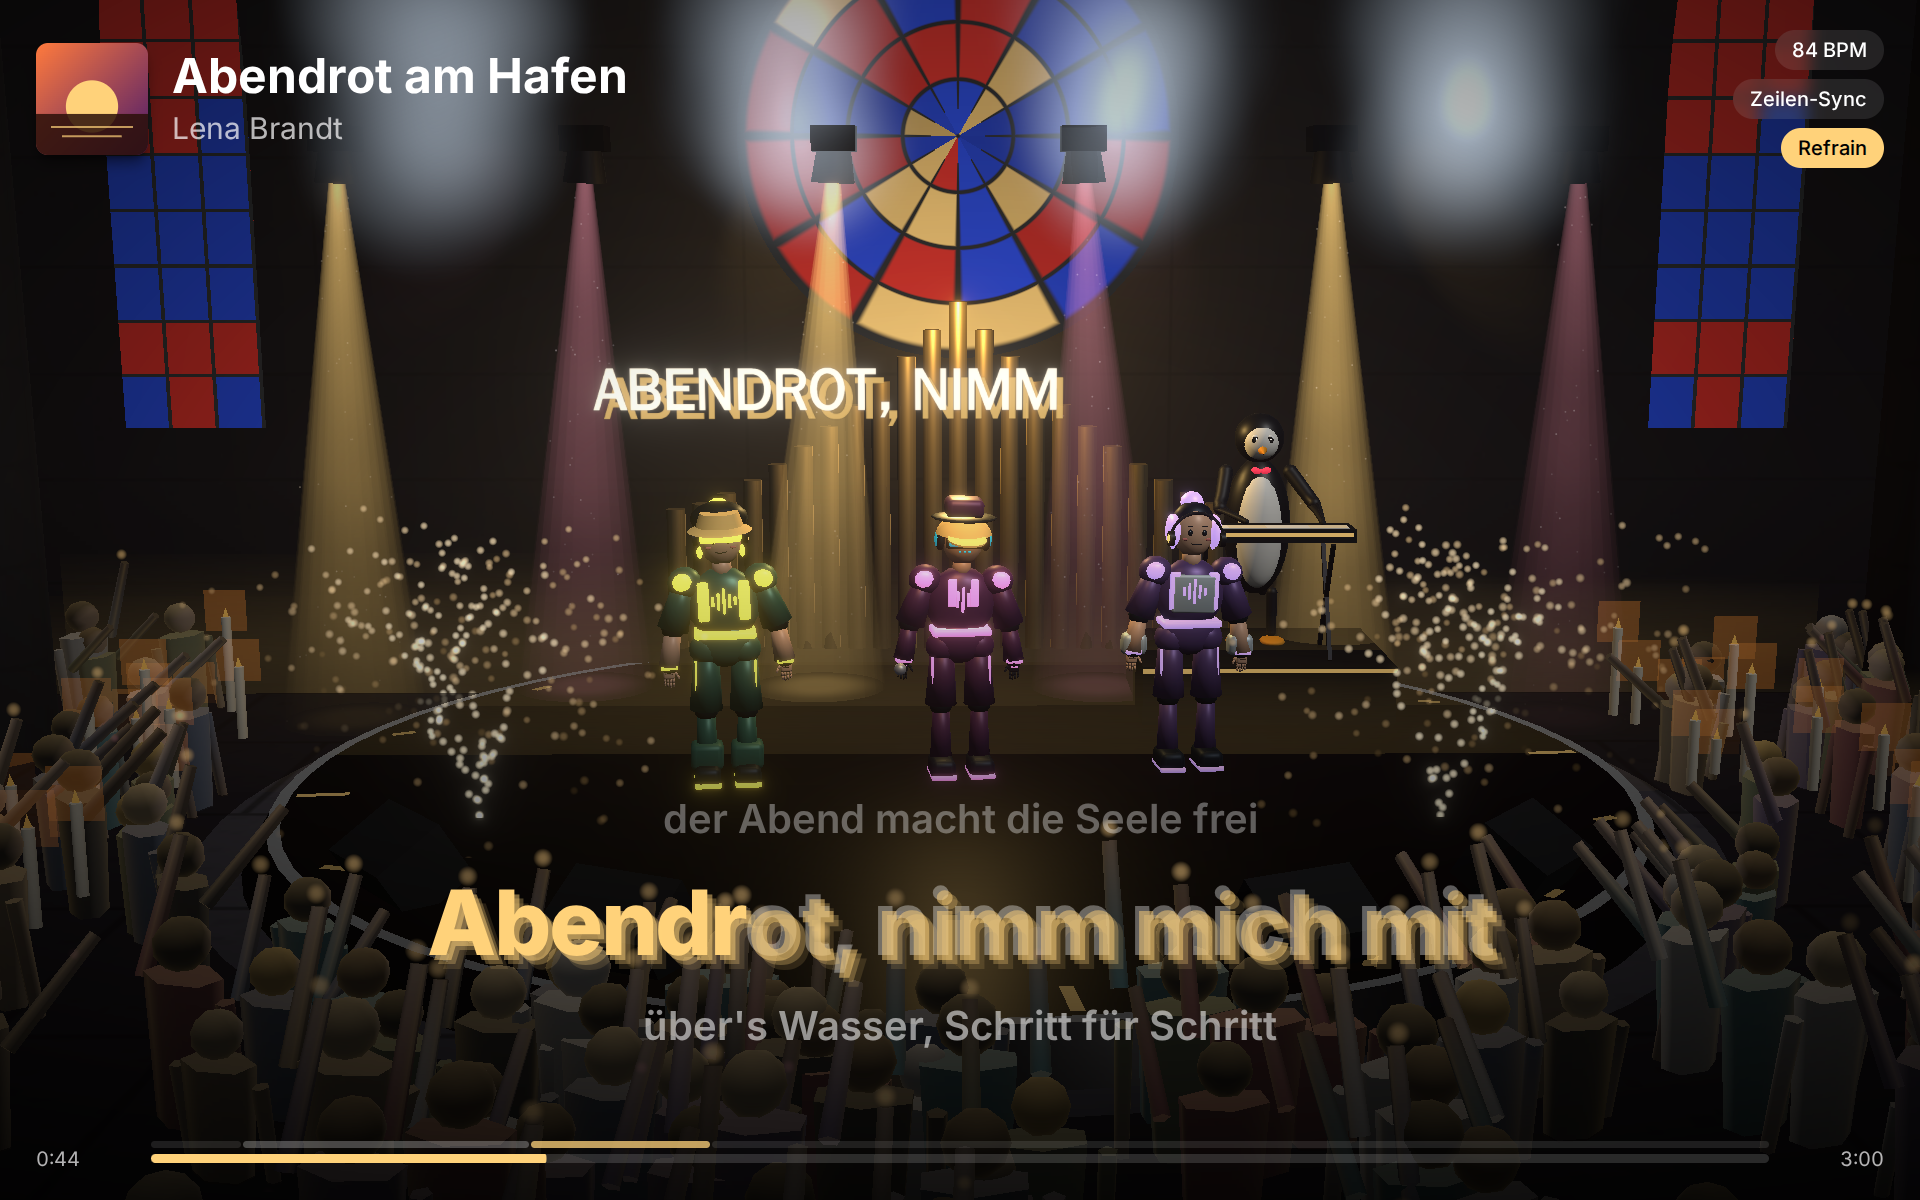 Abendrot am Hafen
Lena Brandt
84 BPM
Zeilen-Sync
Refrain
ABENDROT, NIMM
der Abend macht die Seele frei
Abendrot, nimm mich mit
über's Wasser, Schritt für Schritt
0:44
3:00